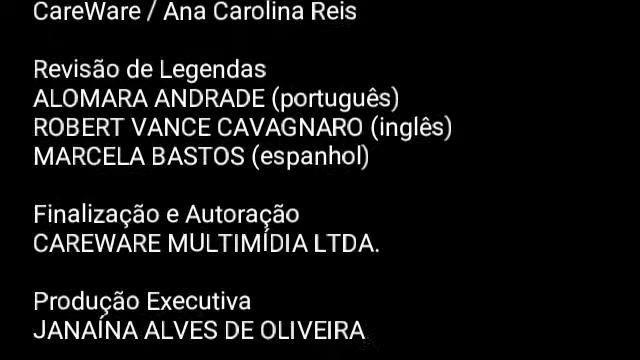 CareWare / Ana Carolina Reis
Revisão de Legendas
ALOMARA ANDRADE (português)
ROBERT VANCE CAVAGNARO (inglês)
MARCELA BASTOS (espanhol)
Finalização e Autoração
CAREWARE MULTIMÍDIA LTDA.
Produção Executiva
JANAÍNA ALVES DE OLIVEIRA